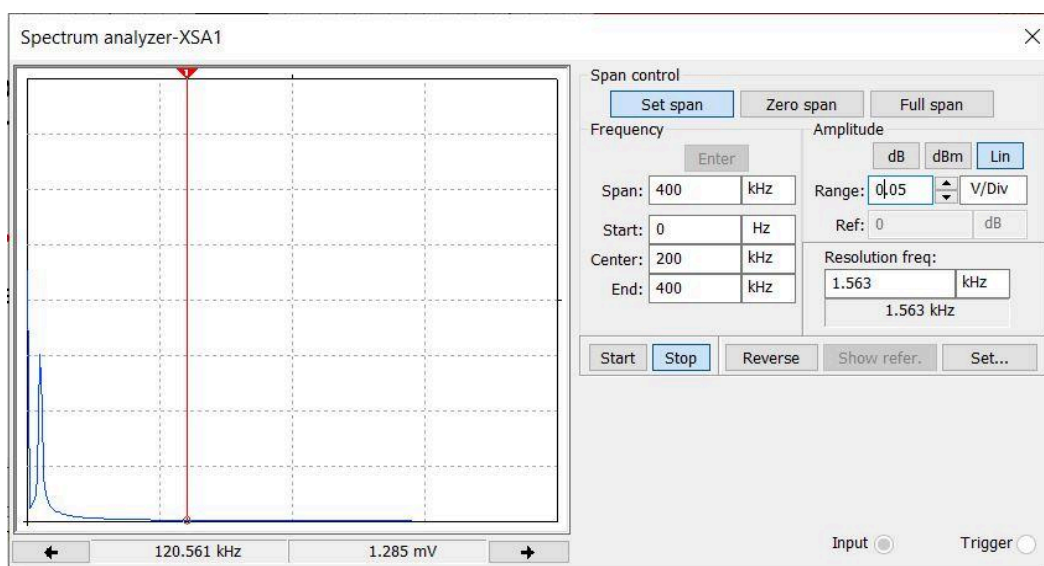 Spectrum analyzer-XSA1
1
120.561 kHz 1.285 mV
Span control
Set span Zero span Full span
Frequency
Enter
Span: 400 kHz
Start: 0 Hz
Center: 200 kHz
End: 400 kHz
Amplitude
dB dBm Lin
Range: 0.05 V/Div
Ref: 0 dB
Resolution freq:
1.563 kHz
1.563 kHz
Start Stop Reverse Show refer. Set...
Input Trigger